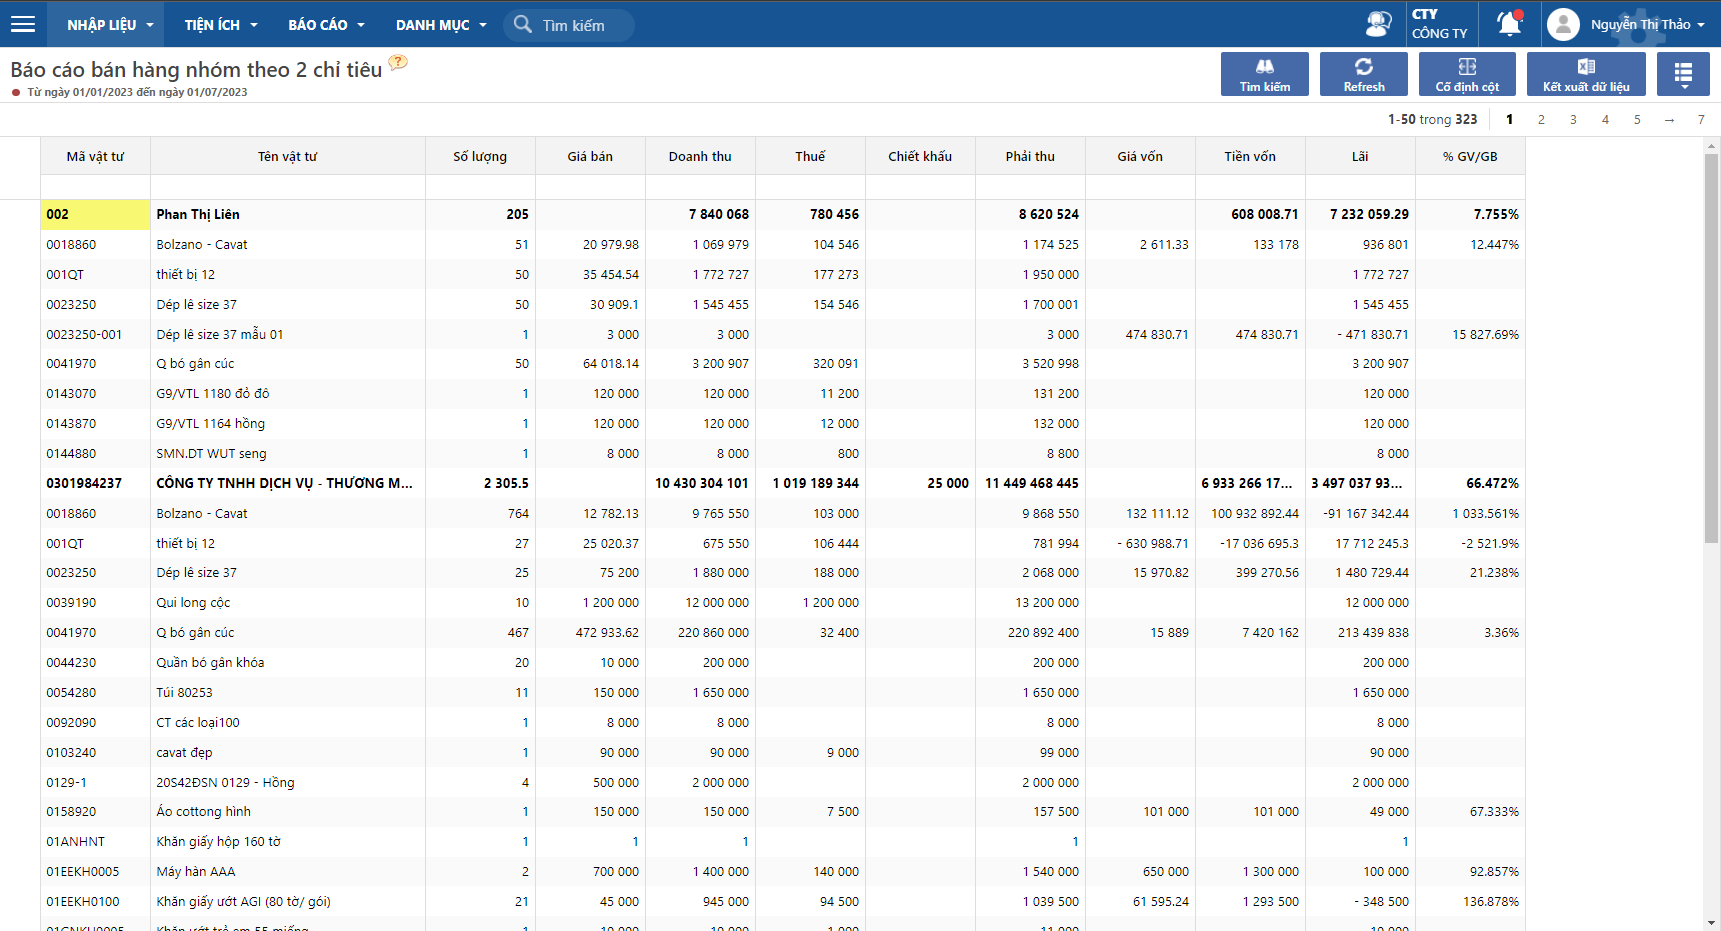 NHẬP LIỆU TIỆN ÍCH BÁO CÁO DANH MỤC Tìm kiếm CTY CÔNG TY Nguyễn Thị Thảo
Báo cáo bán hàng nhóm theo 2 chỉ tiêu ?
Từ ngày 01/01/2023 đến ngày 01/07/2023
Tìm kiếm Refresh Cố định cột Kết xuất dữ liệu
1-50 trong 323 1 2 3 4 5 → 7
Mã vật tư Tên vật tư Số lượng Giá bán Doanh thu Thuế Chiết khấu Phải thu Giá vốn Tiền vốn Lãi % GV/GB
002 Phan Thị Liên 205 7 840 068 780 456 8 620 524 608 008.71 7 232 059.29 7.755%
0018860 Bolzano - Cavat 51 20 979.98 1 069 979 104 546 1 174 525 2 611.33 133 178 936 801 12.447%
001QT thiết bị 12 50 35 454.54 1 772 727 177 273 1 950 000 1 772 727
0023250 Dép lê size 37 50 30 909.1 1 545 455 154 546 1 700 001 1 545 455
0023250-001 Dép lê size 37 mẫu 01 1 3 000 3 000 3 000 474 830.71 474 830.71 - 471 830.71 15 827.69%
0041970 Q bó gân cúc 50 64 018.14 3 200 907 320 091 3 520 998 3 200 907
0143070 G9/VTL 1180 đỏ đô 1 120 000 120 000 11 200 131 200 120 000
0143870 G9/VTL 1164 hồng 1 120 000 120 000 12 000 132 000 120 000
0144880 SMN.DT WUT seng 1 8 000 8 000 800 8 800 8 000
0301984237 CÔNG TY TNHH DỊCH VỤ - THƯƠNG M... 2 305.5 10 430 304 101 1 019 189 344 25 000 11 449 468 445 6 933 266 17... 3 497 037 93... 66.472%
0018860 Bolzano - Cavat 764 12 782.13 9 765 550 103 000 9 868 550 132 111.12 100 932 892.44 -91 167 342.44 1 033.561%
001QT thiết bị 12 27 25 020.37 675 550 106 444 781 994 - 630 988.71 -17 036 695.3 17 712 245.3 -2 521.9%
0023250 Dép lê size 37 25 75 200 1 880 000 188 000 2 068 000 15 970.82 399 270.56 1 480 729.44 21.238%
0039190 Qui long cộc 10 1 200 000 12 000 000 1 200 000 13 200 000 12 000 000
0041970 Q bó gân cúc 467 472 933.62 220 860 000 32 400 220 892 400 15 889 7 420 162 213 439 838 3.36%
0044230 Quần bó gân khóa 20 10 000 200 000 200 000 200 000
0054280 Túi 80253 11 150 000 1 650 000 1 650 000 1 650 000
0092090 CT các loại100 1 8 000 8 000 8 000 8 000
0103240 cavat đẹp 1 90 000 90 000 9 000 99 000 90 000
0129-1 20S42ĐSN 0129 - Hồng 4 500 000 2 000 000 2 000 000 2 000 000
0158920 Áo cottong hình 1 150 000 150 000 7 500 157 500 101 000 101 000 49 000 67.333%
01ANHNT Khăn giấy hộp 160 tờ 1 1 1 1 1
01EEKH0005 Máy hàn AAA 2 700 000 1 400 000 140 000 1 540 000 650 000 1 300 000 100 000 92.857%
01EEKH0100 Khăn giấy ướt AGI (80 tờ/ gói) 21 45 000 945 000 94 500 1 039 500 61 595.24 1 293 500 - 348 500 136.878%